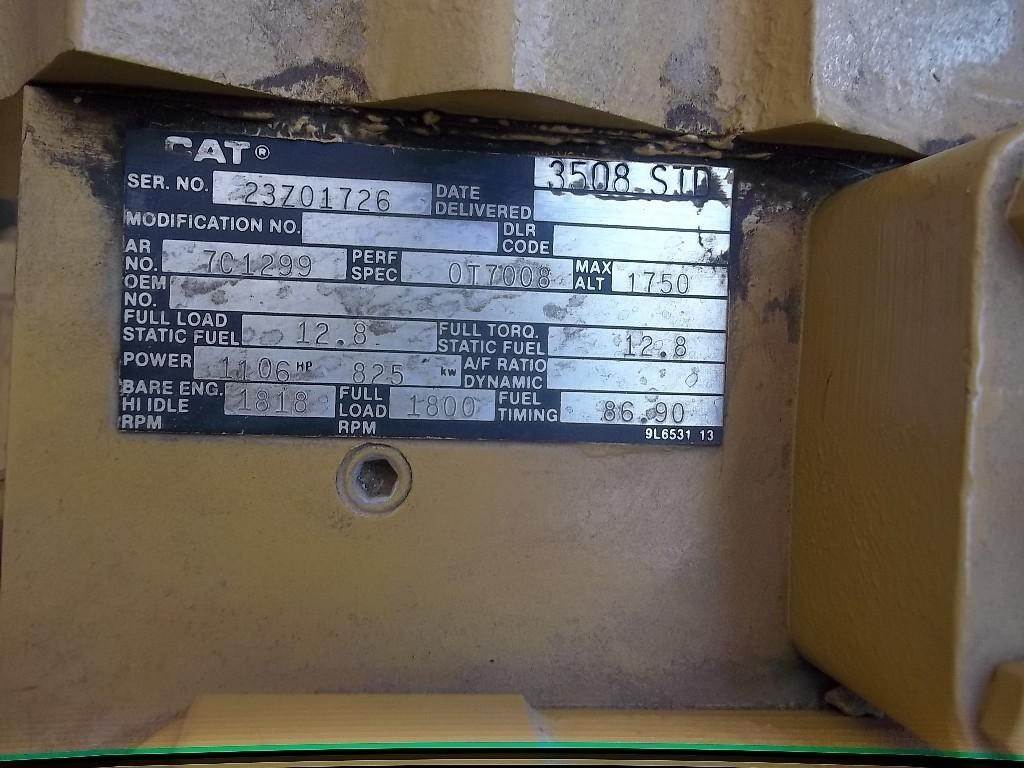 CAT® 3508 STD
SER. NO. 23Z01726 DATE DELIVERED
MODIFICATION NO. DLR CODE
AR NO. 7C1299 PERF SPEC 0T7008 MAX ALT 1750
OEM NO.
FULL LOAD STATIC FUEL 12.8 FULL TORQ. STATIC FUEL 12.8
POWER 1106 HP 825 kw A/F RATIO DYNAMIC
BARE ENG. HI IDLE RPM 1818 FULL LOAD RPM 1800 FUEL TIMING 86.90
9L6531 13